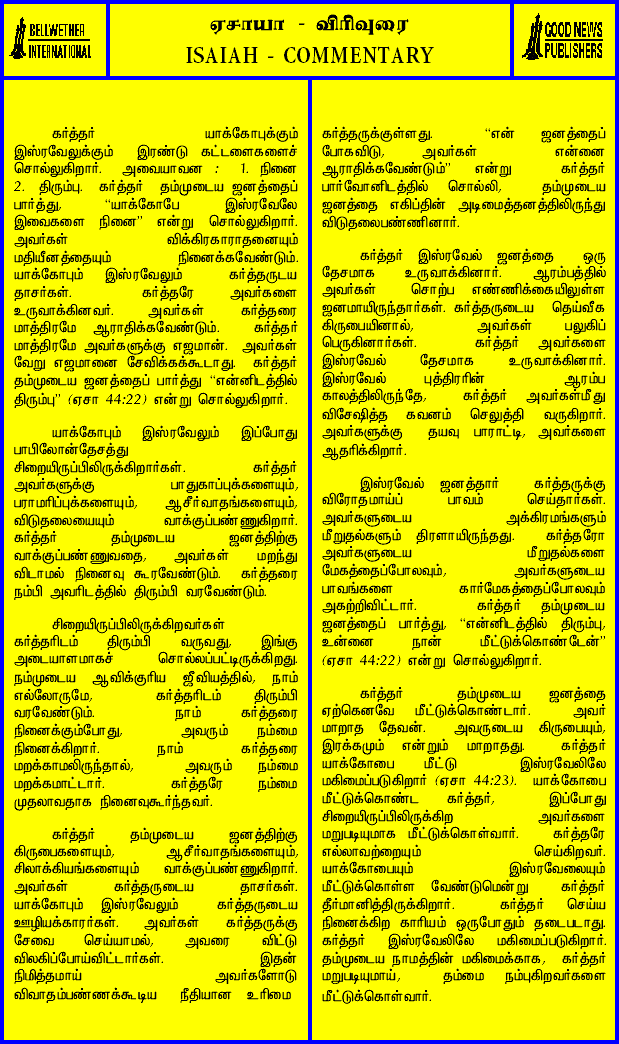 BELLWETHER
INTERNATIONAL
ஏசாயா - விரிவுரை
ISAIAH - COMMENTARY
GOOD NEWS
PUBLISHERS
கர்த்தர் யாக்கோபுக்கும்
இஸ்ரவேலுக்கும் இரண்டு கட்டளைகளைச்
சொல்லுகிறார். அவையாவன : 1. நினை
2. திரும்பு. கர்த்தர் தம்முடைய ஜனத்தைப்
பார்த்து, “யாக்கோபே இஸ்ரவேலே
இவைகளை நினை” என்று சொல்லுகிறார்.
அவர்கள் விக்கிரகாராதனையும்
மதியீனத்தையும் நினைக்கவேண்டும்.
யாக்கோபும் இஸ்ரவேலும் கர்த்தருடய
தாசர்கள். கர்த்தரே அவர்களை
உருவாக்கினவர். அவர்கள் கர்த்தரை
மாத்திரமே ஆராதிக்கவேண்டும். கர்த்தர்
மாத்திரமே அவர்களுக்கு எஜமான். அவர்கள்
வேறு எஜமானை சேவிக்கக்கூடாது. கர்த்தர்
தம்முடைய ஜனத்தைப் பார்த்து “என்னிடத்தில்
திரும்பு” (ஏசா 44:22) என்று சொல்லுகிறார்.
யாக்கோபும் இஸ்ரவேலும் இப்போது
பாபிலோன்தேசத்து
சிறையிருப்பிலிருக்கிறார்கள். கர்த்தர்
அவர்களுக்கு பாதுகாப்புக்களையும்,
பராமரிப்புக்களையும், ஆசீர்வாதங்களையும்,
விடுதலையையும் வாக்குப்பண்ணுகிறார்.
கர்த்தர் தம்முடைய ஜனத்திற்கு
வாக்குப்பண்ணுவதை, அவர்கள் மறந்து
விடாமல் நினைவு கூரவேண்டும். கர்த்தரை
நம்பி அவரிடத்தில் திரும்பி வரவேண்டும்.
சிறையிருப்பிலிருக்கிறவர்கள்
கர்த்தரிடம் திரும்பி வருவது, இங்கு
அடையாளமாகச் சொல்லப்பட்டிருக்கிறது.
நம்முடைய ஆவிக்குரிய ஜீவியத்தில், நாம்
எல்லோருமே, கர்த்தரிடம் திரும்பி
வரவேண்டும். நாம் கர்த்தரை
நினைக்கும்போது, அவரும் நம்மை
நினைக்கிறார். நாம் கர்த்தரை
மறக்காமலிருந்தால், அவரும் நம்மை
மறக்கமாட்டார். கர்த்தரே நம்மை
முதலாவதாக நினைவுகூர்ந்தவர்.
கர்த்தர் தம்முடைய ஜனத்திற்கு
கிருபைகளையும், ஆசீர்வாதங்களையும்,
சிலாக்கியங்களையும் வாக்குப்பண்ணுகிறார்.
அவர்கள் கர்த்தருடைய தாசர்கள்.
யாக்கோபும் இஸ்ரவேலும் கர்த்தருடைய
ஊழியக்காரர்கள். அவர்கள் கர்த்தருக்கு
சேவை செய்யாமல், அவரை விட்டு
விலகிப்போய்விட்டார்கள். இதன்
நிமித்தமாய் அவர்களோடு
விவாதம்பண்ணக்கூடிய நீதியான உரிமை
கர்த்தருக்குள்ளது. “என் ஜனத்தைப்
போகவிடு, அவர்கள் என்னை
ஆராதிக்கவேண்டும்” என்று கர்த்தர்
பார்வோனிடத்தில் சொல்லி, தம்முடைய
ஜனத்தை எகிப்தின் அடிமைத்தனத்திலிருந்து
விடுதலைபண்ணினார்.
கர்த்தர் இஸ்ரவேல் ஜனத்தை ஒரு
தேசமாக உருவாக்கினார். ஆரம்பத்தில்
அவர்கள் சொற்ப எண்ணிக்கையிலுள்ள
ஜனமாயிருந்தார்கள். கர்த்தருடைய தெய்வீக
கிருபையினால், அவர்கள் பலுகிப்
பெருகினார்கள். கர்த்தர் அவர்களை
இஸ்ரவேல் தேசமாக உருவாக்கினார்.
இஸ்ரவேல் புத்திரரின் ஆரம்ப
காலத்திலிருந்தே, கர்த்தர் அவர்கள்மீது
விசேஷித்த கவனம் செலுத்தி வருகிறார்.
அவர்களுக்கு தயவு பாராட்டி, அவர்களை
ஆதரிக்கிறார்.
இஸ்ரவேல் ஜனத்தார் கர்த்தருக்கு
விரோதமாய்ப் பாவம் செய்தார்கள்.
அவர்களுடைய அக்கிரமங்களும்
மீறுதல்களும் திரளாயிருந்தது. கர்த்தரோ
அவர்களுடைய மீறுதல்களை
மேகத்தைப்போலவும், அவர்களுடைய
பாவங்களை கார்மேகத்தைப்போலவும்
அகற்றிவிட்டார். கர்த்தர் தம்முடைய
ஜனத்தைப் பார்த்து, “என்னிடத்தில் திரும்பு,
உன்னை நான் மீட்டுக்கொண்டேன்”
(ஏசா 44:22) என்று சொல்லுகிறார்.
கர்த்தர் தம்முடைய ஜனத்தை
ஏற்கெனவே மீட்டுக்கொண்டார். அவர்
மாறாத தேவன். அவருடைய கிருபையும்,
இரக்கமும் என்றும் மாறாதது. கர்த்தர்
யாக்கோபை மீட்டு இஸ்ரவேலிலே
மகிமைப்படுகிறார் (ஏசா 44:23). யாக்கோபை
மீட்டுக்கொண்ட கர்த்தர், இப்போது
சிறையிருப்பிலிருக்கிற அவர்களை
மறுபடியுமாக மீட்டுக்கொள்வார். கர்த்தரே
எல்லாவற்றையும் செய்கிறவர்.
யாக்கோபையும் இஸ்ரவேலையும்
மீட்டுக்கொள்ள வேண்டுமென்று கர்த்தர்
தீர்மானித்திருக்கிறார். கர்த்தர் செய்ய
நினைக்கிற காரியம் ஒருபோதும் தடைபடாது.
கர்த்தர் இஸ்ரவேலிலே மகிமைப்படுகிறார்.
தம்முடைய நாமத்தின் மகிமைக்காக, கர்த்தர்
மறுபடியுமாய், தம்மை நம்புகிறவர்களை
மீட்டுக்கொள்வார்.